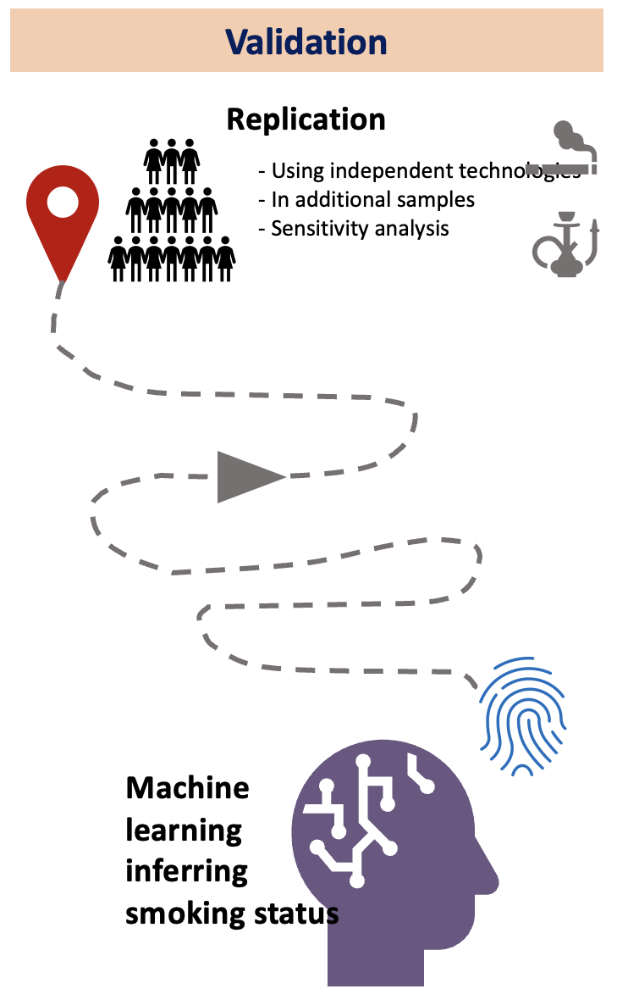 Validation
Replication
- Using independent technologies
- In additional samples
- Sensitivity analysis
Machine
learning
inferring
smoking status